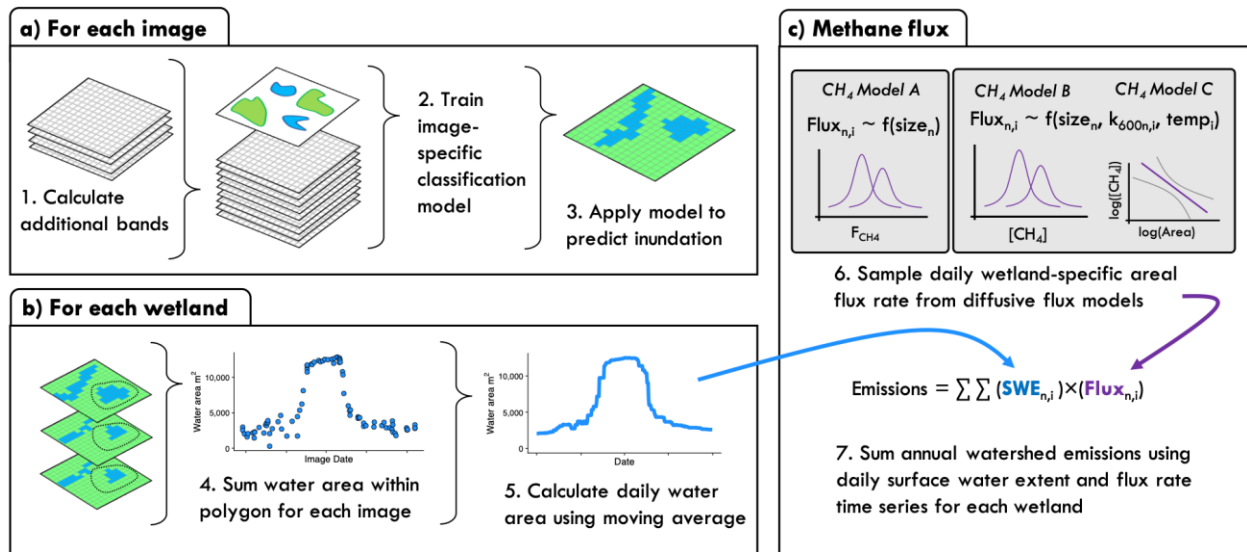 a) For each image
1. Calculate
additional bands
2. Train
image-
specific
classification
model
3. Apply model to
predict inundation
b) For each wetland
Water area m²
10,000
5,000
0
Image Date
4. Sum water area within
polygon for each image
Water area m²
10,000
5,000
0
Date
5. Calculate daily water
area using moving average
c) Methane flux
CH₄ Model A
Fluxₙ,ᵢ ~ f(sizeₙ)
F_CH4
CH₄ Model B
CH₄ Model C
Fluxₙ,ᵢ ~ f(sizeₙ, k₆₀₀ₙ,ᵢ, tempᵢ)
[CH₄]
log([CH₄])
log(Area)
6. Sample daily wetland-specific areal
flux rate from diffusive flux models
Emissions = ∑ ∑ (SWEₙ,ᵢ)×(Fluxₙ,ᵢ)
7. Sum annual watershed emissions using
daily surface water extent and flux rate
time series for each wetland